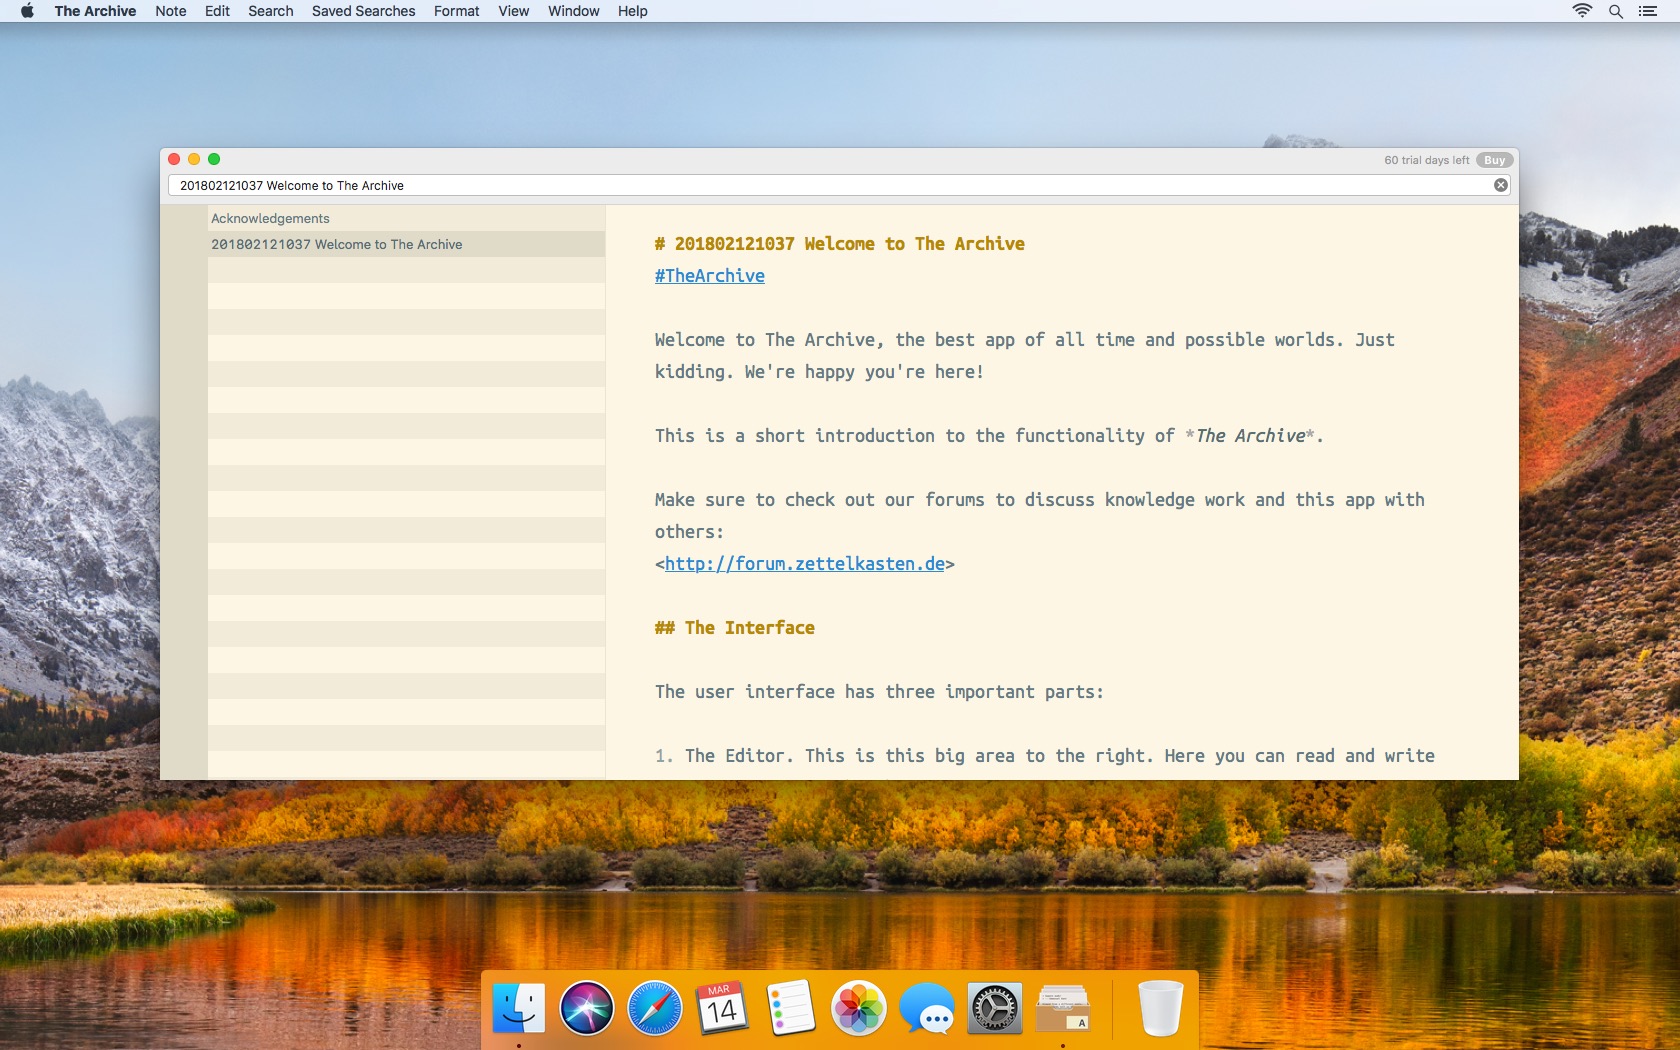 The Archive Note Edit Search Saved Searches Format View Window Help
60 trial days left Buy
201802121037 Welcome to The Archive
Acknowledgements
201802121037 Welcome to The Archive
# 201802121037 Welcome to The Archive
#TheArchive
Welcome to The Archive, the best app of all time and possible worlds. Just
kidding. We're happy you're here!
This is a short introduction to the functionality of *The Archive*.
Make sure to check out our forums to discuss knowledge work and this app with
others:
<http://forum.zettelkasten.de>
## The Interface
The user interface has three important parts:
1. The Editor. This is this big area to the right. Here you can read and write
MAR
14
A